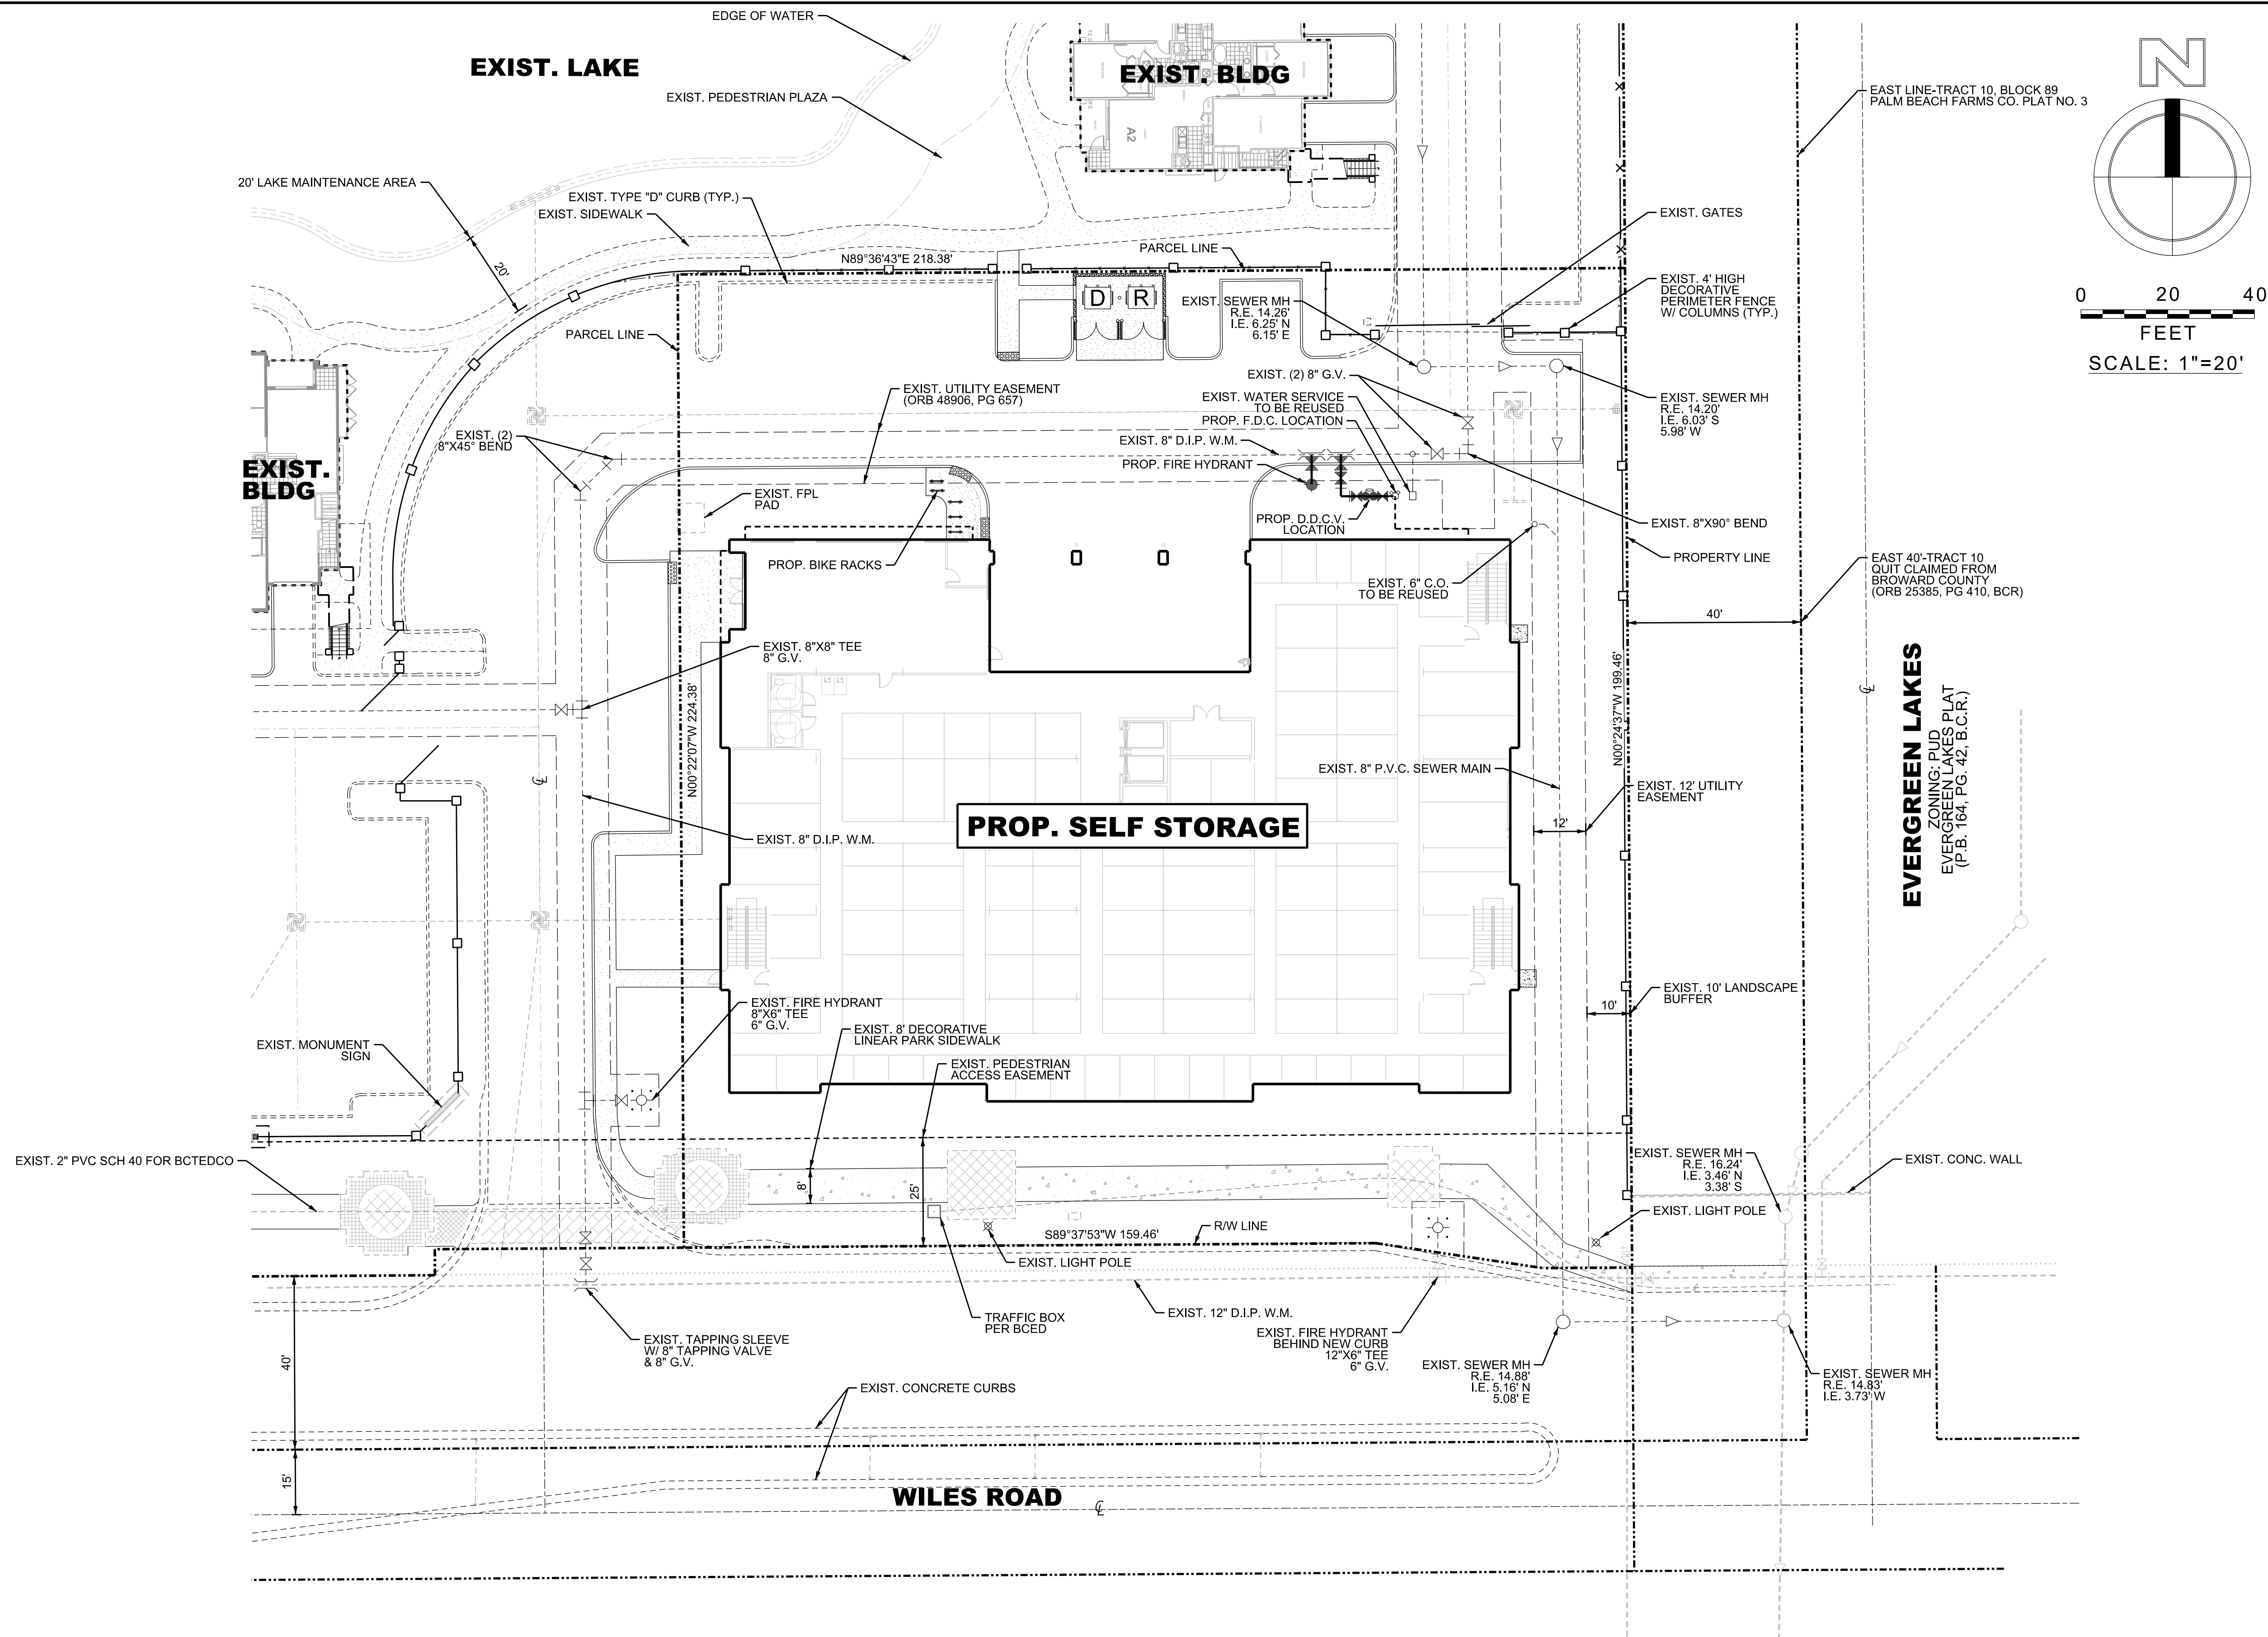 EDGE OF WATER
EXIST. LAKE
EXIST. BLDG
EXIST. PEDESTRIAN PLAZA
A2
N
EAST LINE-TRACT 10, BLOCK 89
PALM BEACH FARMS CO. PLAT NO. 3
20' LAKE MAINTENANCE AREA
EXIST. TYPE "D" CURB (TYP.)
EXIST. SIDEWALK
EXIST. GATES
PARCEL LINE
N89°36'43"E 218.38'
20'
D
R
EXIST. SEWER MH
R.E. 14.26'
I.E. 6.25' N
6.15' E
EXIST. 4' HIGH
DECORATIVE
PERIMETER FENCE
W/ COLUMNS (TYP.)
0 20 40
FEET
SCALE: 1"=20'
PARCEL LINE
EXIST. UTILITY EASEMENT
(ORB 48906, PG 657)
EXIST. (2) 8" G.V.
EXIST. WATER SERVICE
TO BE REUSED
PROP. F.D.C. LOCATION
EXIST. SEWER MH
R.E. 14.20'
I.E. 6.03' S
5.98' W
EXIST. (2)
8"X45° BEND
EXIST. 8" D.I.P. W.M.
PROP. FIRE HYDRANT
EXIST.
BLDG
EXIST. FPL
PAD
PROP. D.D.C.V.
LOCATION
EXIST. 8"X90° BEND
PROP. BIKE RACKS
PROPERTY LINE
EAST 40'-TRACT 10
QUIT CLAIMED FROM
BROWARD COUNTY
(ORB 25385, PG 410, BCR)
EXIST. 6" C.O.
TO BE REUSED
40'
EXIST. 8"X8" TEE
8" G.V.
N00°22'07"W 224.38'
N00°24'37"W 199.46'
EVERGREEN LAKES
ZONING: PUD
EVERGREEN LAKES PLAT
(P.B. 164, PG. 42, B.C.R.)
EXIST. 8" P.V.C. SEWER MAIN
EXIST. 12' UTILITY
EASEMENT
PROP. SELF STORAGE
12'
EXIST. 8" D.I.P. W.M.
EXIST. 10' LANDSCAPE
BUFFER
10'
EXIST. FIRE HYDRANT
8"X6" TEE
6" G.V.
EXIST. 8' DECORATIVE
LINEAR PARK SIDEWALK
EXIST. MONUMENT
SIGN
EXIST. PEDESTRIAN
ACCESS EASEMENT
EXIST. 2" PVC SCH 40 FOR BCTEDCO
EXIST. SEWER MH
R.E. 16.24'
I.E. 3.46' N
3.38' S
EXIST. CONC. WALL
8'
25'
EXIST. LIGHT POLE
R/W LINE
S89°37'53"W 159.46'
EXIST. LIGHT POLE
EXIST. 12" D.I.P. W.M.
TRAFFIC BOX
PER BCED
EXIST. TAPPING SLEEVE
W/ 8" TAPPING VALVE
& 8" G.V.
EXIST. FIRE HYDRANT
BEHIND NEW CURB
12"X6" TEE
6" G.V.
EXIST. SEWER MH
R.E. 14.88'
I.E. 5.16' N
5.08' E
EXIST. SEWER MH
R.E. 14.83'
I.E. 3.73' W
40'
EXIST. CONCRETE CURBS
15'
WILES ROAD